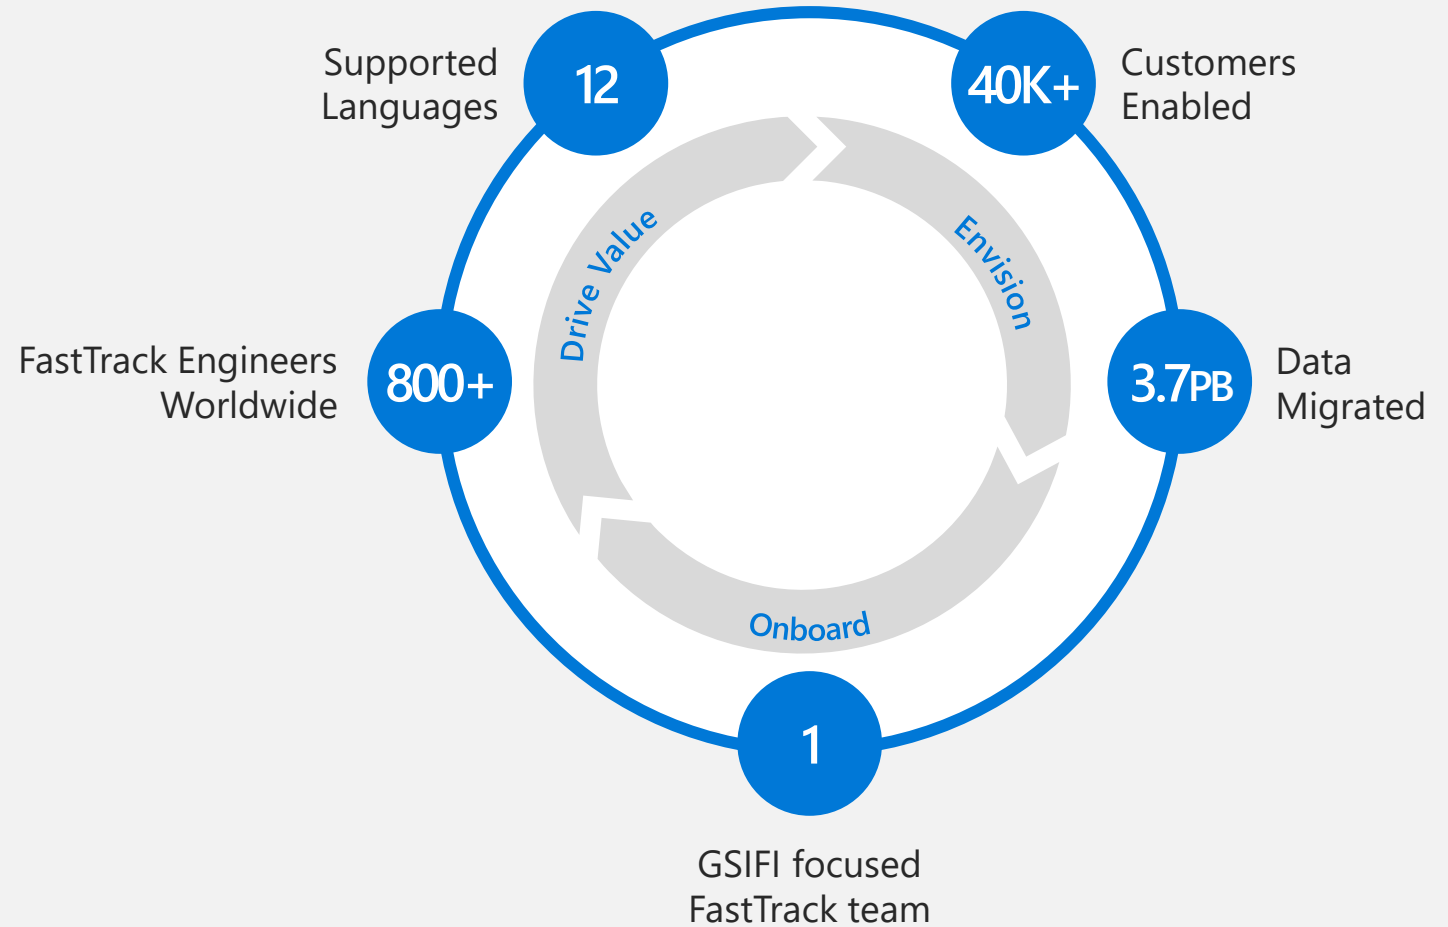 Supported
Languages
12
40K+
Customers
Enabled
Drive Value
Envision
FastTrack Engineers
Worldwide
800+
3.7PB
Data
Migrated
Onboard
1
GSIFI focused
FastTrack team